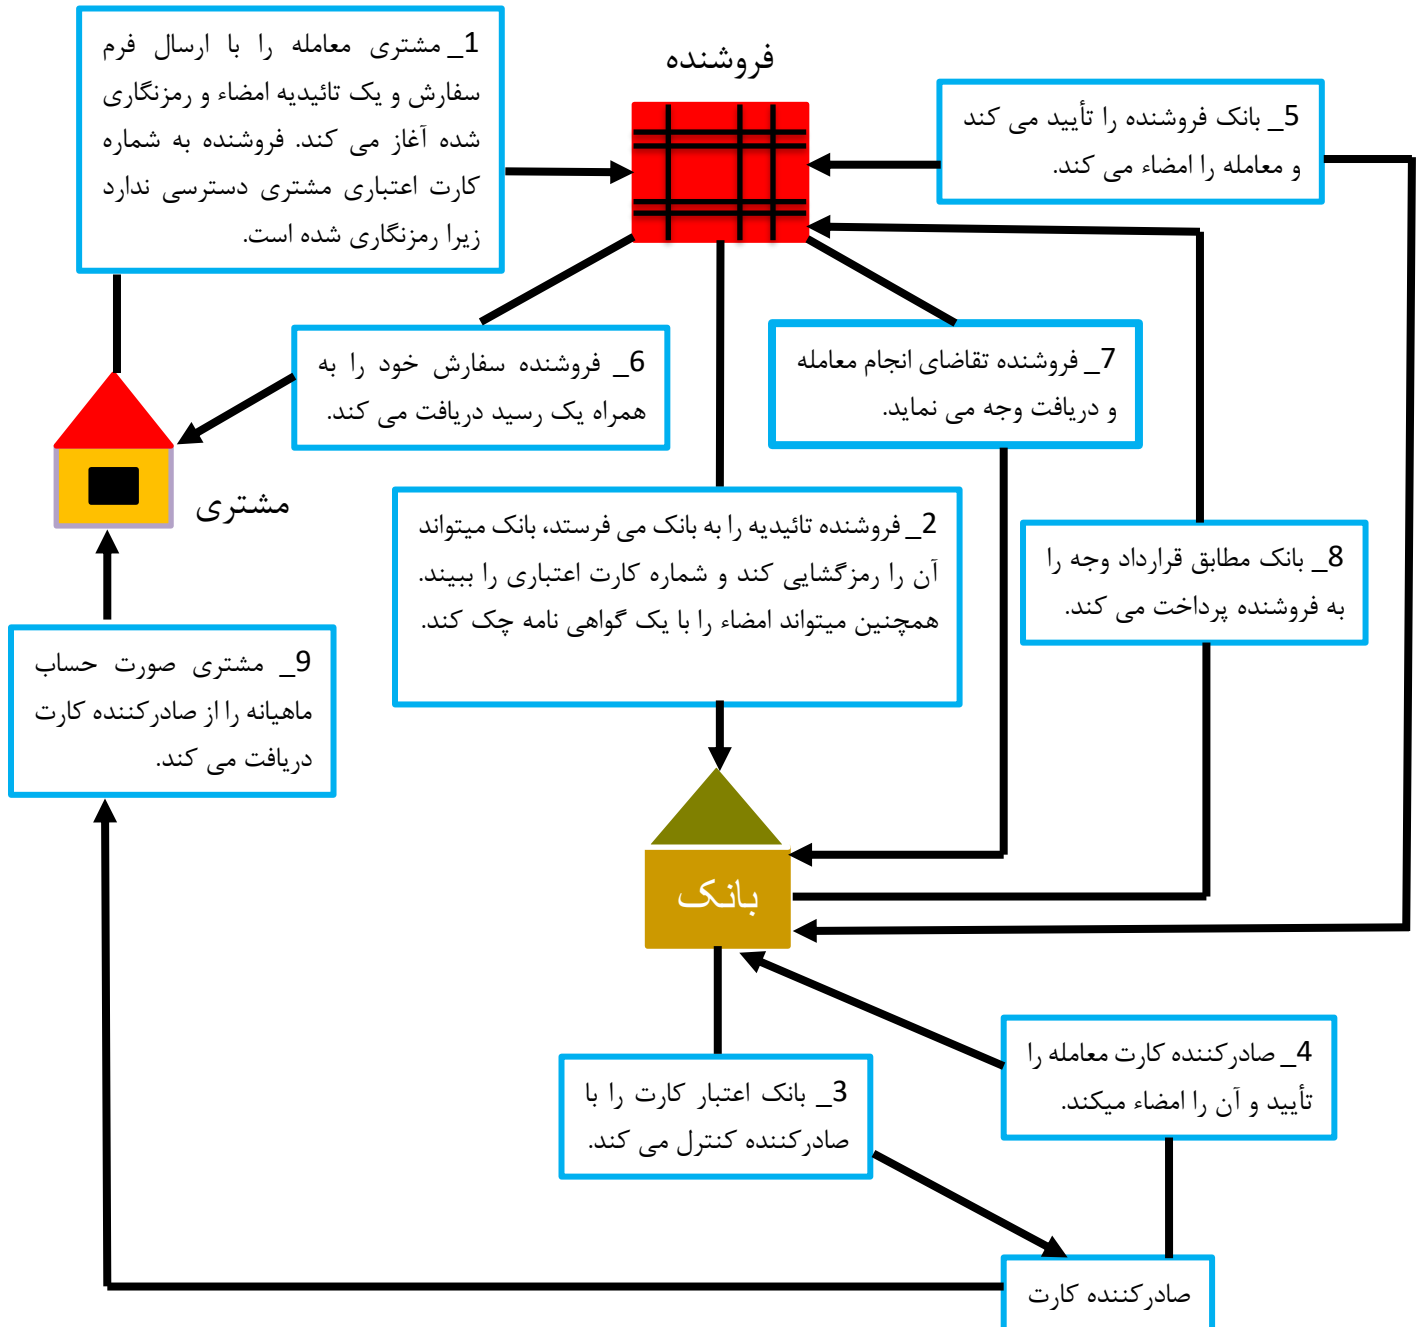 فروشنده
1_ مشتری معامله را با ارسال فرم
سفارش و یک تائیدیه امضاء و رمزنگاری
شده آغاز می کند. فروشنده به شماره
کارت اعتباری مشتری دسترسی ندارد
زیرا رمزنگاری شده است.
5_ بانک فروشنده را تأیید می کند
و معامله را امضاء می کند.
6_ فروشنده سفارش خود را به
همراه یک رسید دریافت می کند.
7_ فروشنده تقاضای انجام معامله
و دریافت وجه می نماید.
مشتری
2_ فروشنده تائیدیه را به بانک می فرستد، بانک میتواند
آن را رمزگشایی کند و شماره کارت اعتباری را ببیند.
همچنین میتواند امضاء را با یک گواهی نامه چک کند.
8_ بانک مطابق قرارداد وجه را
به فروشنده پرداخت می کند.
9_ مشتری صورت حساب
ماهیانه را از صادرکننده کارت
دریافت می کند.
بانک
4_ صادرکننده کارت معامله را
تأیید و آن را امضاء میکند.
3_ بانک اعتبار کارت را با
صادرکننده کنترل می کند.
صادرکننده کارت